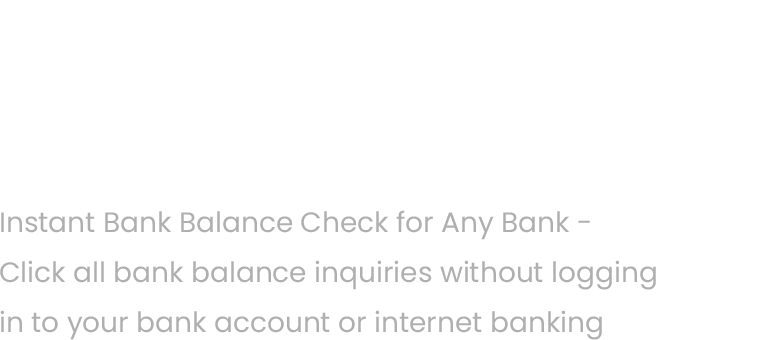 Instant Bank Balance Check for Any Bank -
Click all bank balance inquiries without logging
in to your bank account or internet banking